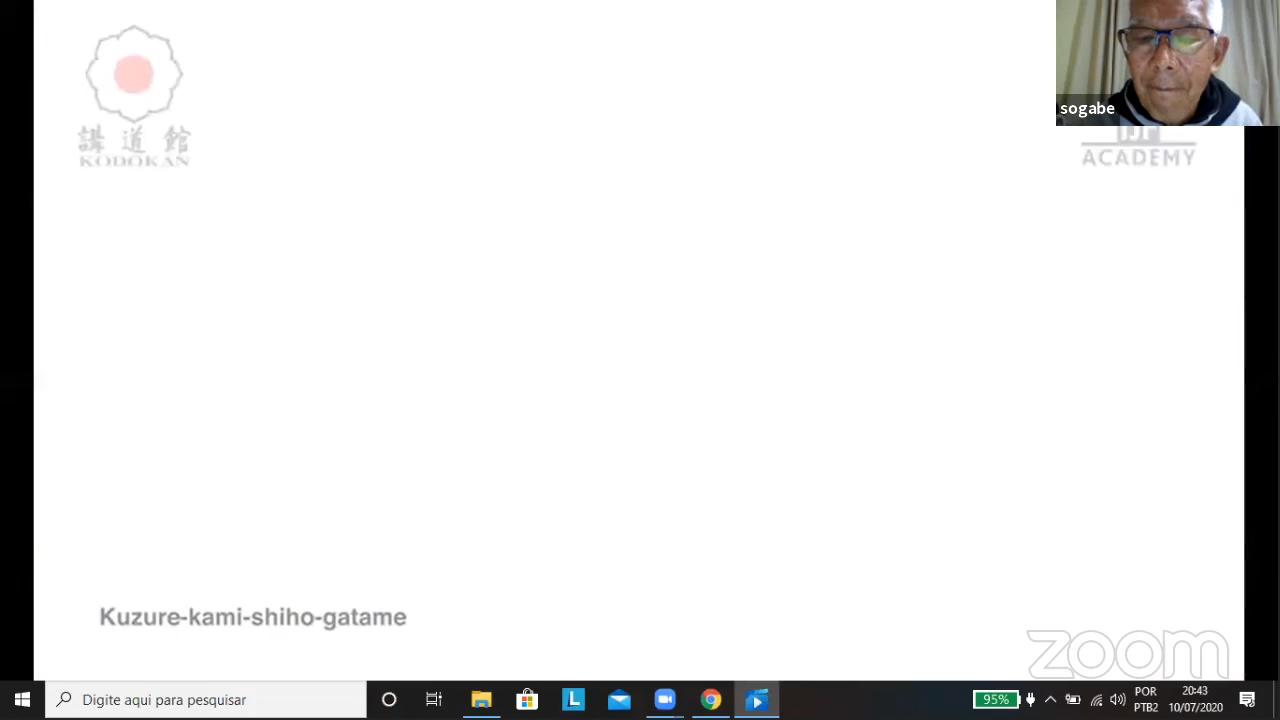 sogabe
講道館
KODOKAN
IJF
ACADEMY
Kuzure-kami-shiho-gatame
zoom
Digite aqui para pesquisar
L
95%
POR
PTB2
20:43
10/07/2020